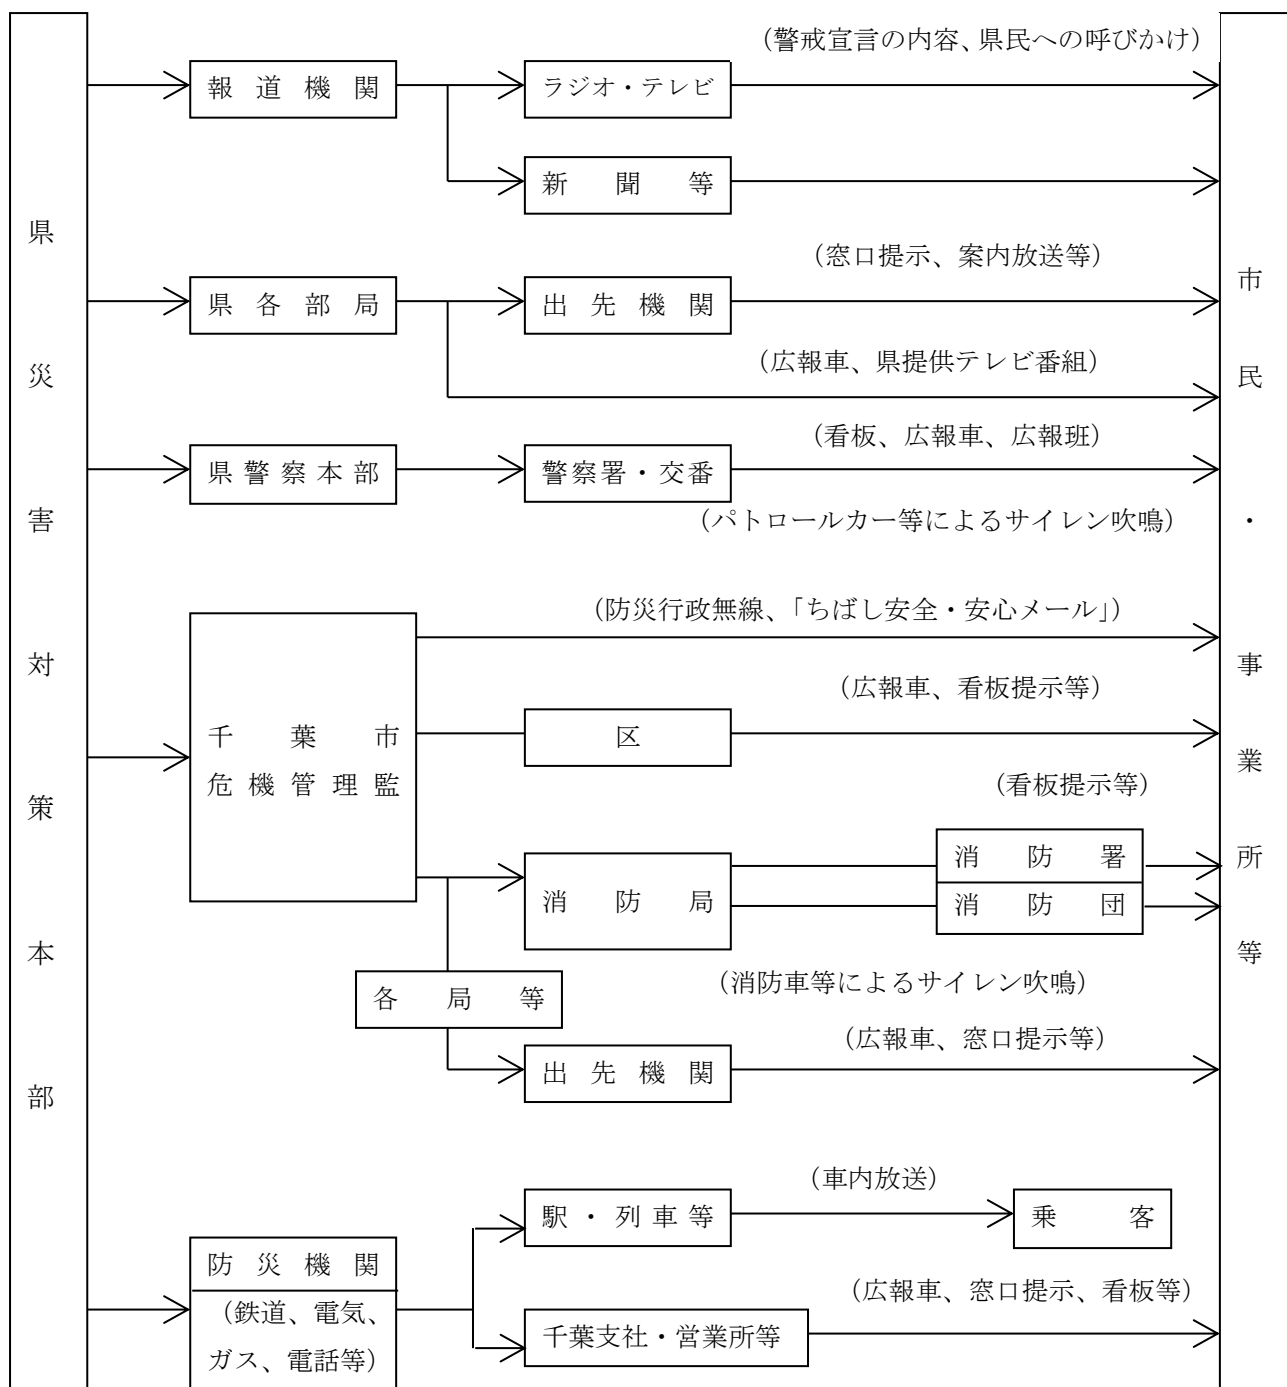 県災害対策本部
（警戒宣言の内容、県民への呼びかけ）
報道機関
ラジオ・テレビ
新聞等
（窓口提示、案内放送等）
県各部局
出先機関
（広報車、県提供テレビ番組）
（看板、広報車、広報班）
県警察本部
警察署・交番
（パトロールカー等によるサイレン吹鳴）
（防災行政無線、「ちばし安全・安心メール」）
千葉市
危機管理監
（広報車、看板提示等）
区
（看板提示等）
消防局
消防署
消防団
各局等
（消防車等によるサイレン吹鳴）
（広報車、窓口提示等）
出先機関
（車内放送）
駅・列車等
乗客
防災機関
（鉄道、電気、
ガス、電話等）
（広報車、窓口提示、看板等）
千葉支社・営業所等
市民・事業所等